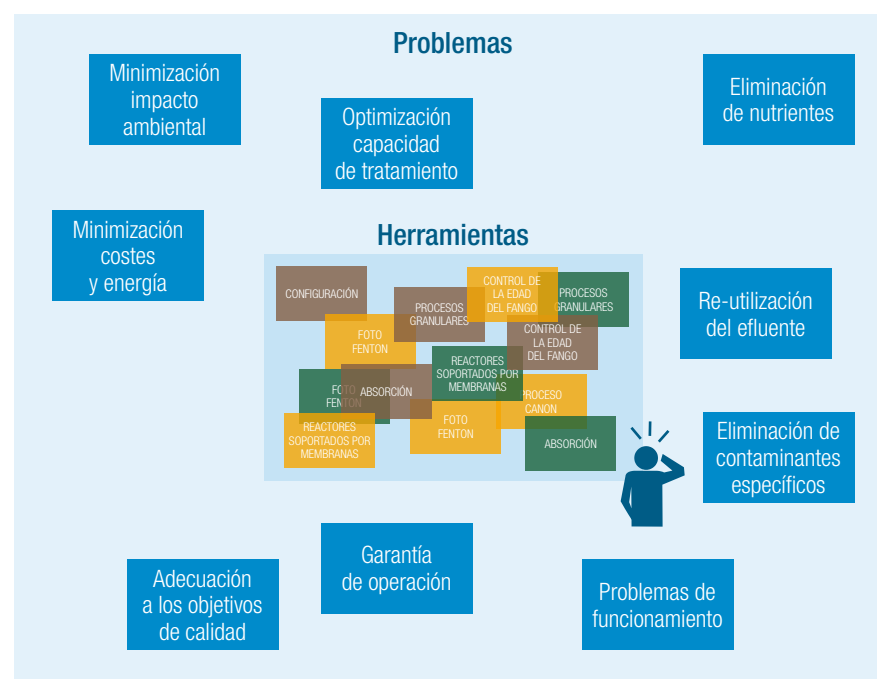 Problemas
Minimización
impacto
ambiental
Optimización
capacidad
de tratamiento
Eliminación
de nutrientes
Minimización
costes
y energía
Herramientas
CONFIGURACIÓN
PROCESOS
GRANULARES
CONTROL DE
LA EDAD
DEL FANGO
PROCESOS
GRANULARES
FOTO
FENTON
CONTROL DE
LA EDAD
DEL FANGO
REACTORES
SOPORTADOS POR
MEMBRANAS
FOTO
FENTON
ABSORCIÓN
PROCESO
CANON
REACTORES
SOPORTADOS POR
MEMBRANAS
FOTO
FENTON
ABSORCIÓN
Re-utilización
del efluente
Eliminación de
contaminantes
específicos
Adecuación
a los objetivos
de calidad
Garantía
de operación
Problemas de
funcionamiento